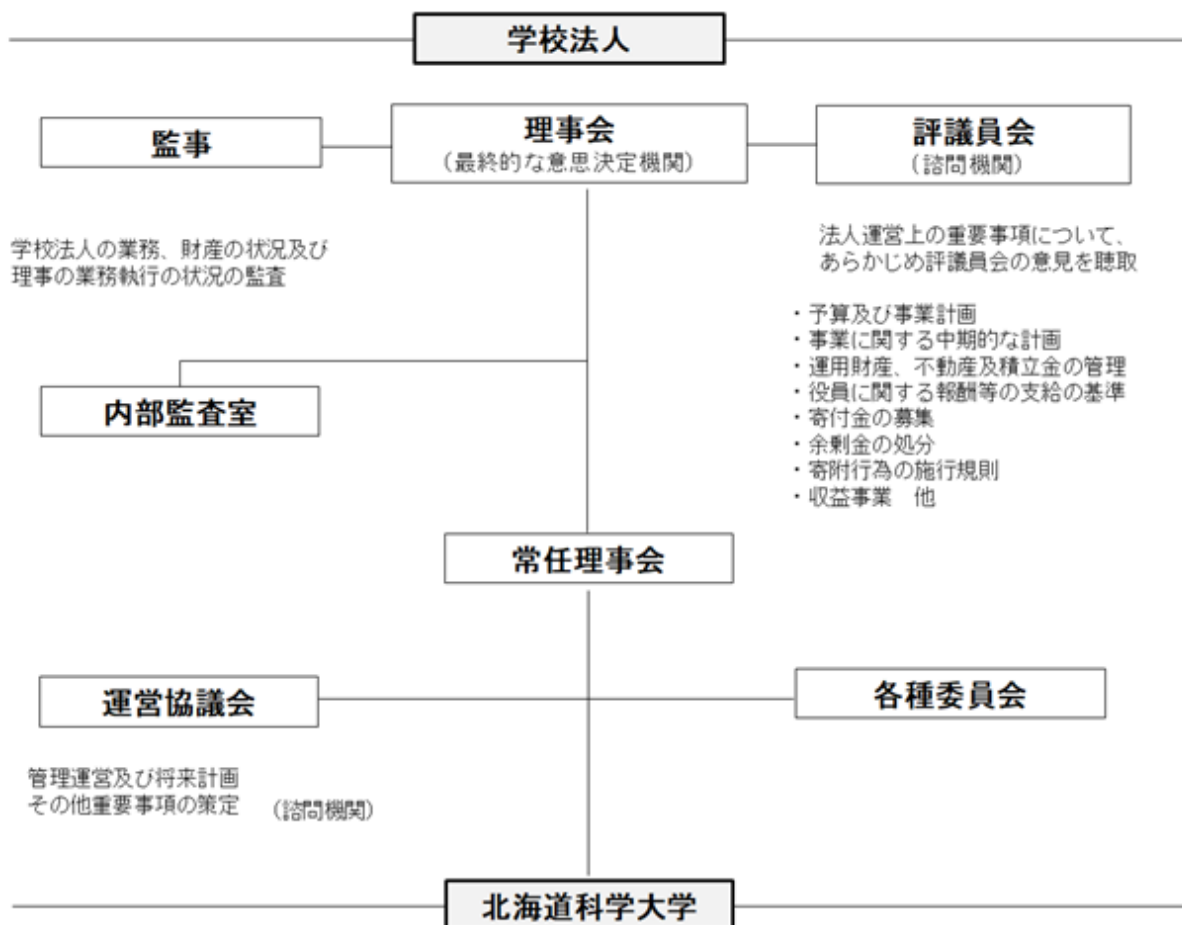 学校法人
監事
理事会
（最終的な意思決定機関）
評議員会
（諮問機関）
学校法人の業務、財産の状況及び
理事の業務執行の状況の監査
法人運営上の重要事項について、
あらかじめ評議員会の意見を聴取
・予算及び事業計画
・事業に関する中期的な計画
・運用財産、不動産及積立金の管理
・役員に関する報酬等の支給の基準
・寄付金の募集
・余剰金の処分
・寄附行為の施行規則
・収益事業　他
内部監査室
常任理事会
運営協議会
各種委員会
管理運営及び将来計画
その他重要事項の策定　（諮問機関）
北海道科学大学